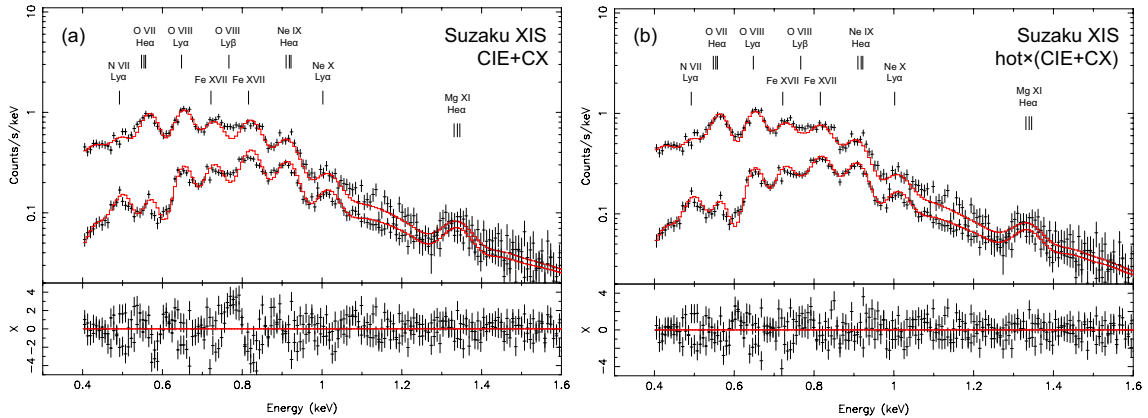 (a)
Suzaku XIS
CIE+CX
O VII
Heα
O VIII
Lyα
O VIII
Lyβ
Ne IX
Heα
N VII
Lyα
Fe XVII
Fe XVII
Ne X
Lyα
Mg XI
Heα
Counts/s/keV
1
0.1
χ
4
2
0
−2
−4
0.4
0.6
0.8
1
1.2
1.4
1.6
Energy (keV)
(b)
Suzaku XIS
hot×(CIE+CX)
O VII
Heα
O VIII
Lyα
O VIII
Lyβ
Ne IX
Heα
N VII
Lyα
Fe XVII
Fe XVII
Ne X
Lyα
Mg XI
Heα
Counts/s/keV
1
0.1
χ
4
2
0
−2
−4
0.4
0.6
0.8
1
1.2
1.4
1.6
Energy (keV)